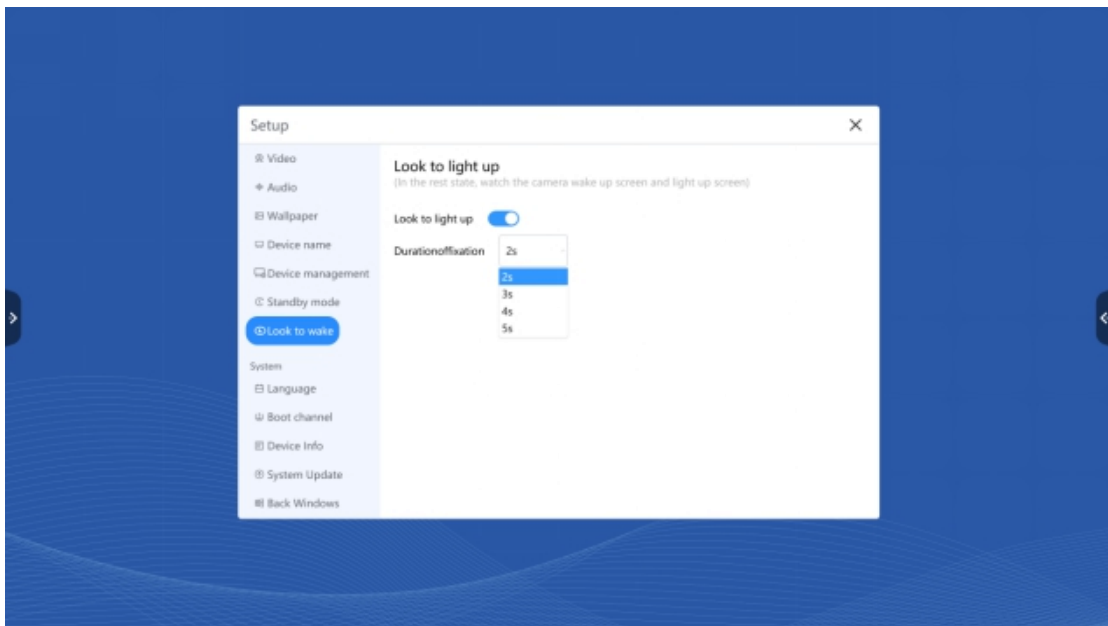 Setup
Video
Audio
Wallpaper
Device name
Device management
Standby mode
Look to wake
System
Language
Boot channel
Device Info
System Update
Back Windows
Look to light up
(In the rest state, watch the camera wake up screen and light up screen)
Look to light up
Durationoffixation 2s
2s
3s
4s
5s